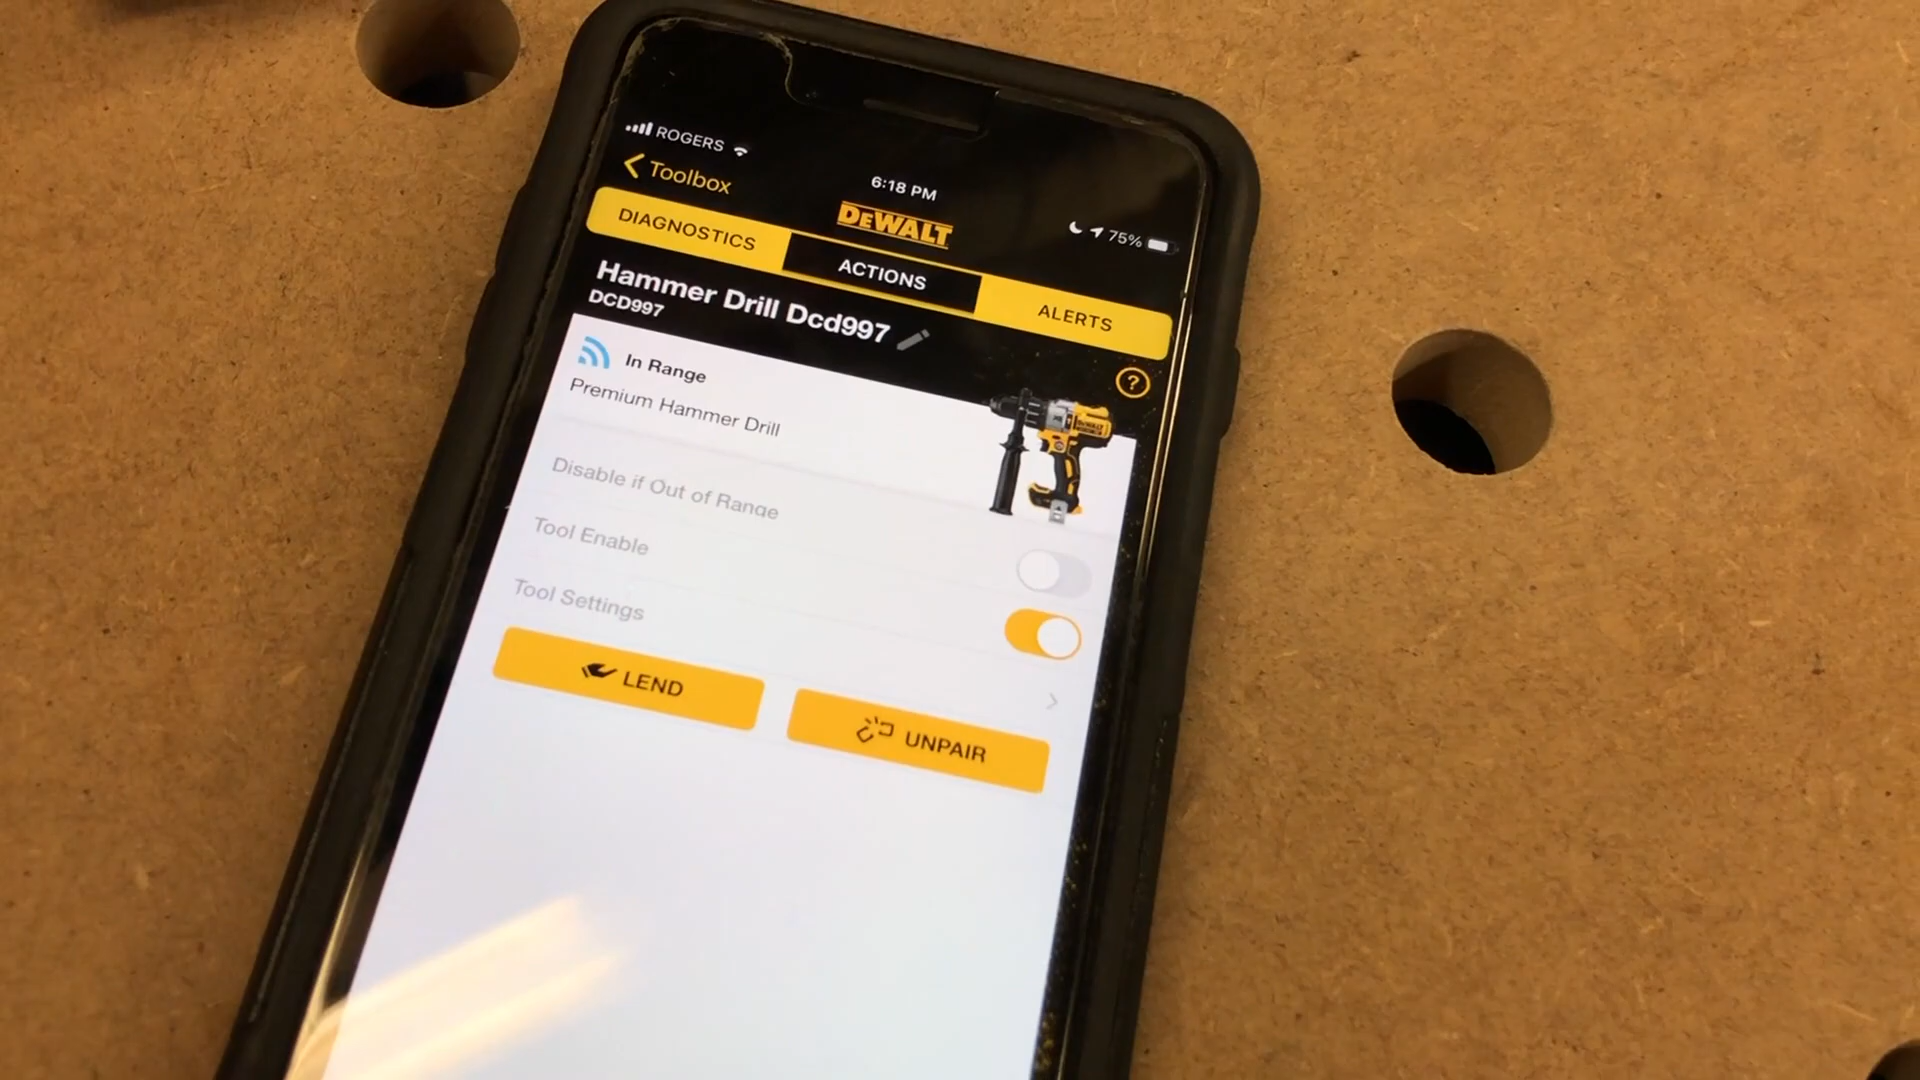 ROGERS
6:18 PM
75%
Toolbox
DEWALT
DIAGNOSTICS
ACTIONS
ALERTS
Hammer Drill Dcd997
DCD997
?
In Range
Premium Hammer Drill
Disable if Out of Range
Tool Enable
Tool Settings
LEND
UNPAIR